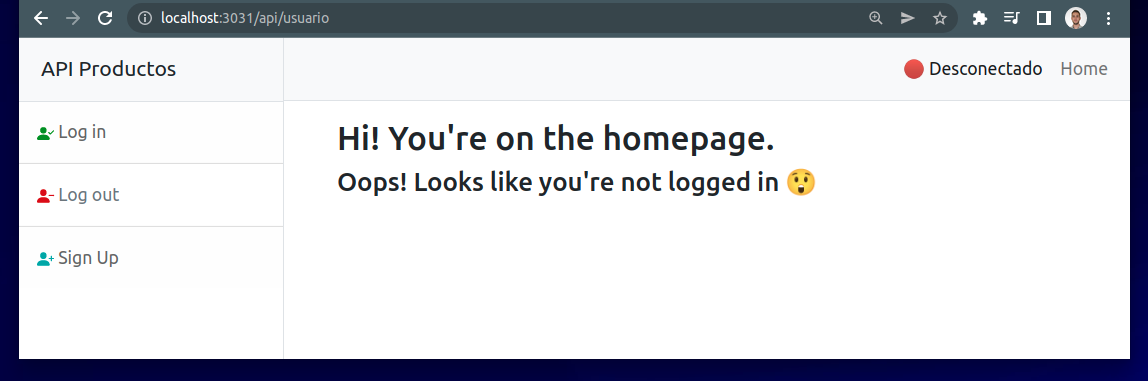 localhost:3031/api/usuario
API Productos
Desconectado Home
Log in
Log out
Sign Up
Hi! You're on the homepage.
Oops! Looks like you're not logged in 😲